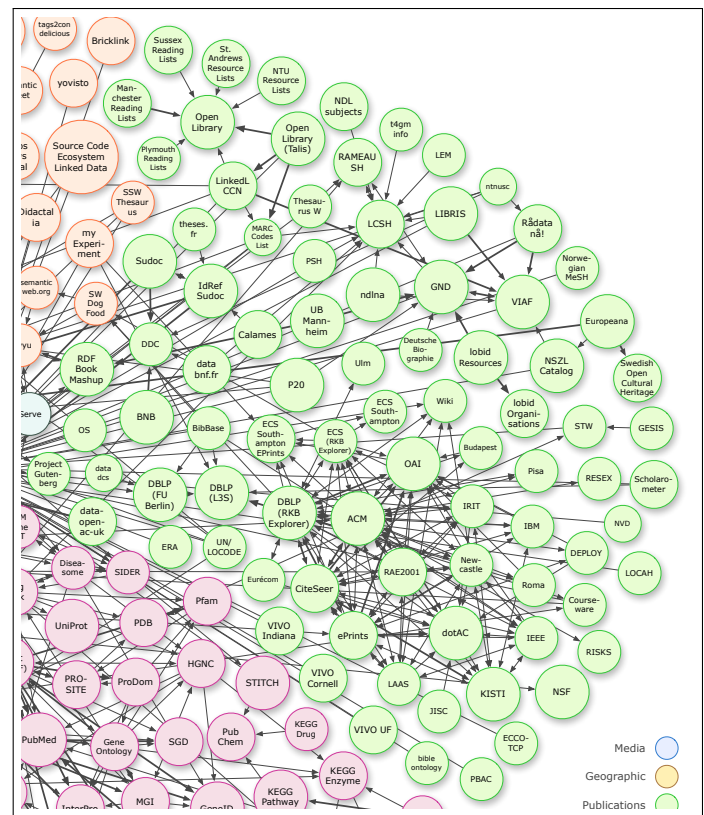 tags2con
delicious
Bricklink
Sussex
Reading
Lists
St.
Andrews
Resource
Lists
NTU
Resource
Lists
yovisto
Man-
chester
Reading
Lists
Open
Library
Open
Library
(Talis)
NDL
subjects
t4gm
info
LEM
Source Code
Ecosystem
Linked Data
Plymouth
Reading
Lists
RAMEAU
SH
LinkedL
CCN
ntnusc
SSW
Thesaur
us
Didactal
ia
theses.
fr
MARC
Codes
List
Thesau-
rus W
LCSH
LIBRIS
Rådata
nå!
my
Experi-
ment
Sudoc
PSH
Norwe-
gian
MeSH
semantic
web.org
SW
Dog
Food
IdRef
Sudoc
ndlna
GND
VIAF
UB
Mann-
heim
Europeana
Calames
DDC
Deutsche
Bio-
graphie
lobid
Resources
NSZL
Catalog
RDF
Book
Mashup
data
bnf.fr
Ulm
Swedish
Open
Cultural
Heritage
P20
lobid
Organi-
sations
BNB
ECS
South-
ampton
Wiki
OS
BibBase
ECS
South-
ampton
EPrints
ECS
(RKB
Explorer)
STW
GESIS
Budapest
Project
Guten-
berg
data
dcs
OAI
Pisa
RESEX
Scholaro-
meter
DBLP
(FU
Berlin)
DBLP
(L3S)
DBLP
(RKB
Explorer)
ACM
IRIT
data-
open-
ac-uk
IBM
NVD
ERA
UN/
LOCODE
DEPLOY
Disea-
some
SIDER
Eurécom
CiteSeer
RAE2001
New-
castle
LOCAH
Roma
Pfam
Course-
ware
UniProt
PDB
VIVO
Indiana
ePrints
dotAC
IEEE
RISKS
HGNC
PRO-
SITE
ProDom
STITCH
VIVO
Cornell
LAAS
KISTI
NSF
JISC
PubMed
Gene
Ontology
SGD
Pub
Chem
KEGG
Drug
VIVO UF
ECCO-
TCP
bible
ontology
PBAC
KEGG
Enzyme
MGI
InterPro
GeneID
KEGG
Pathway
Media
Geographic
Publications